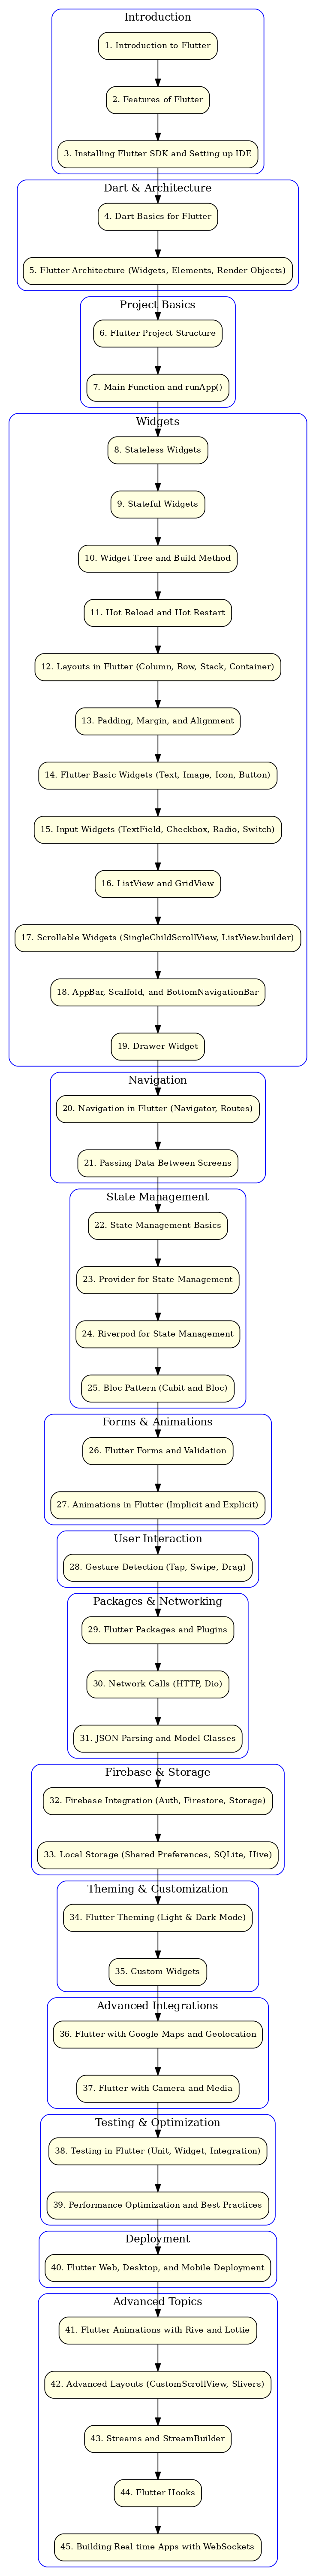 Introduction
1. Introduction to Flutter
2. Features of Flutter
3. Installing Flutter SDK and Setting up IDE
Dart & Architecture
4. Dart Basics for Flutter
5. Flutter Architecture (Widgets, Elements, Render Objects)
Project Basics
6. Flutter Project Structure
7. Main Function and runApp()
Widgets
8. Stateless Widgets
9. Stateful Widgets
10. Widget Tree and Build Method
11. Hot Reload and Hot Restart
12. Layouts in Flutter (Column, Row, Stack, Container)
13. Padding, Margin, and Alignment
14. Flutter Basic Widgets (Text, Image, Icon, Button)
15. Input Widgets (TextField, Checkbox, Radio, Switch)
16. ListView and GridView
17. Scrollable Widgets (SingleChildScrollView, ListView.builder)
18. AppBar, Scaffold, and BottomNavigationBar
19. Drawer Widget
Navigation
20. Navigation in Flutter (Navigator, Routes)
21. Passing Data Between Screens
State Management
22. State Management Basics
23. Provider for State Management
24. Riverpod for State Management
25. Bloc Pattern (Cubit and Bloc)
Forms & Animations
26. Flutter Forms and Validation
27. Animations in Flutter (Implicit and Explicit)
User Interaction
28. Gesture Detection (Tap, Swipe, Drag)
Packages & Networking
29. Flutter Packages and Plugins
30. Network Calls (HTTP, Dio)
31. JSON Parsing and Model Classes
Firebase & Storage
32. Firebase Integration (Auth, Firestore, Storage)
33. Local Storage (Shared Preferences, SQLite, Hive)
Theming & Customization
34. Flutter Theming (Light & Dark Mode)
35. Custom Widgets
Advanced Integrations
36. Flutter with Google Maps and Geolocation
37. Flutter with Camera and Media
Testing & Optimization
38. Testing in Flutter (Unit, Widget, Integration)
39. Performance Optimization and Best Practices
Deployment
40. Flutter Web, Desktop, and Mobile Deployment
Advanced Topics
41. Flutter Animations with Rive and Lottie
42. Advanced Layouts (CustomScrollView, Slivers)
43. Streams and StreamBuilder
44. Flutter Hooks
45. Building Real-time Apps with WebSockets